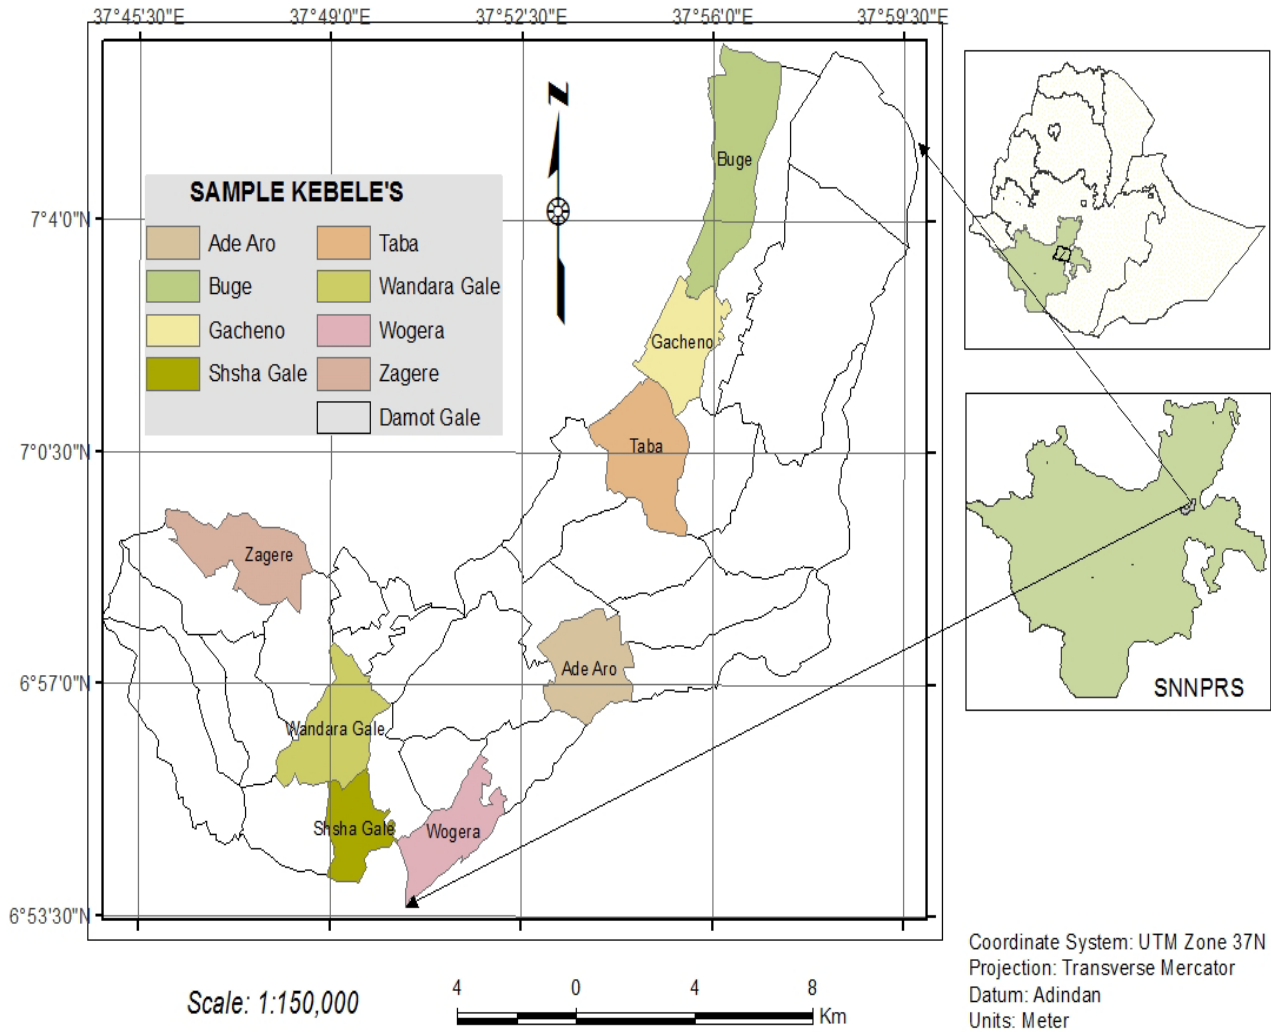 37°45'30"E 37°49'0"E 37°52'30"E 37°56'0"E 37°59'30"E
7°4'0"N
7°0'30"N
6°57'0"N
6°53'30"N
N
SAMPLE KEBELE'S
Ade Aro Taba
Buge Wandara Gale
Gacheno Wogera
Shsha Gale Zagere
Damot Gale
Buge
Gacheno
Taba
Zagere
Ade Aro
Wandara Gale
Shsha Gale
Wogera
SNNPRS
Scale: 1:150,000
4 0 4 8
Km
Coordinate System: UTM Zone 37N
Projection: Transverse Mercator
Datum: Adindan
Units: Meter